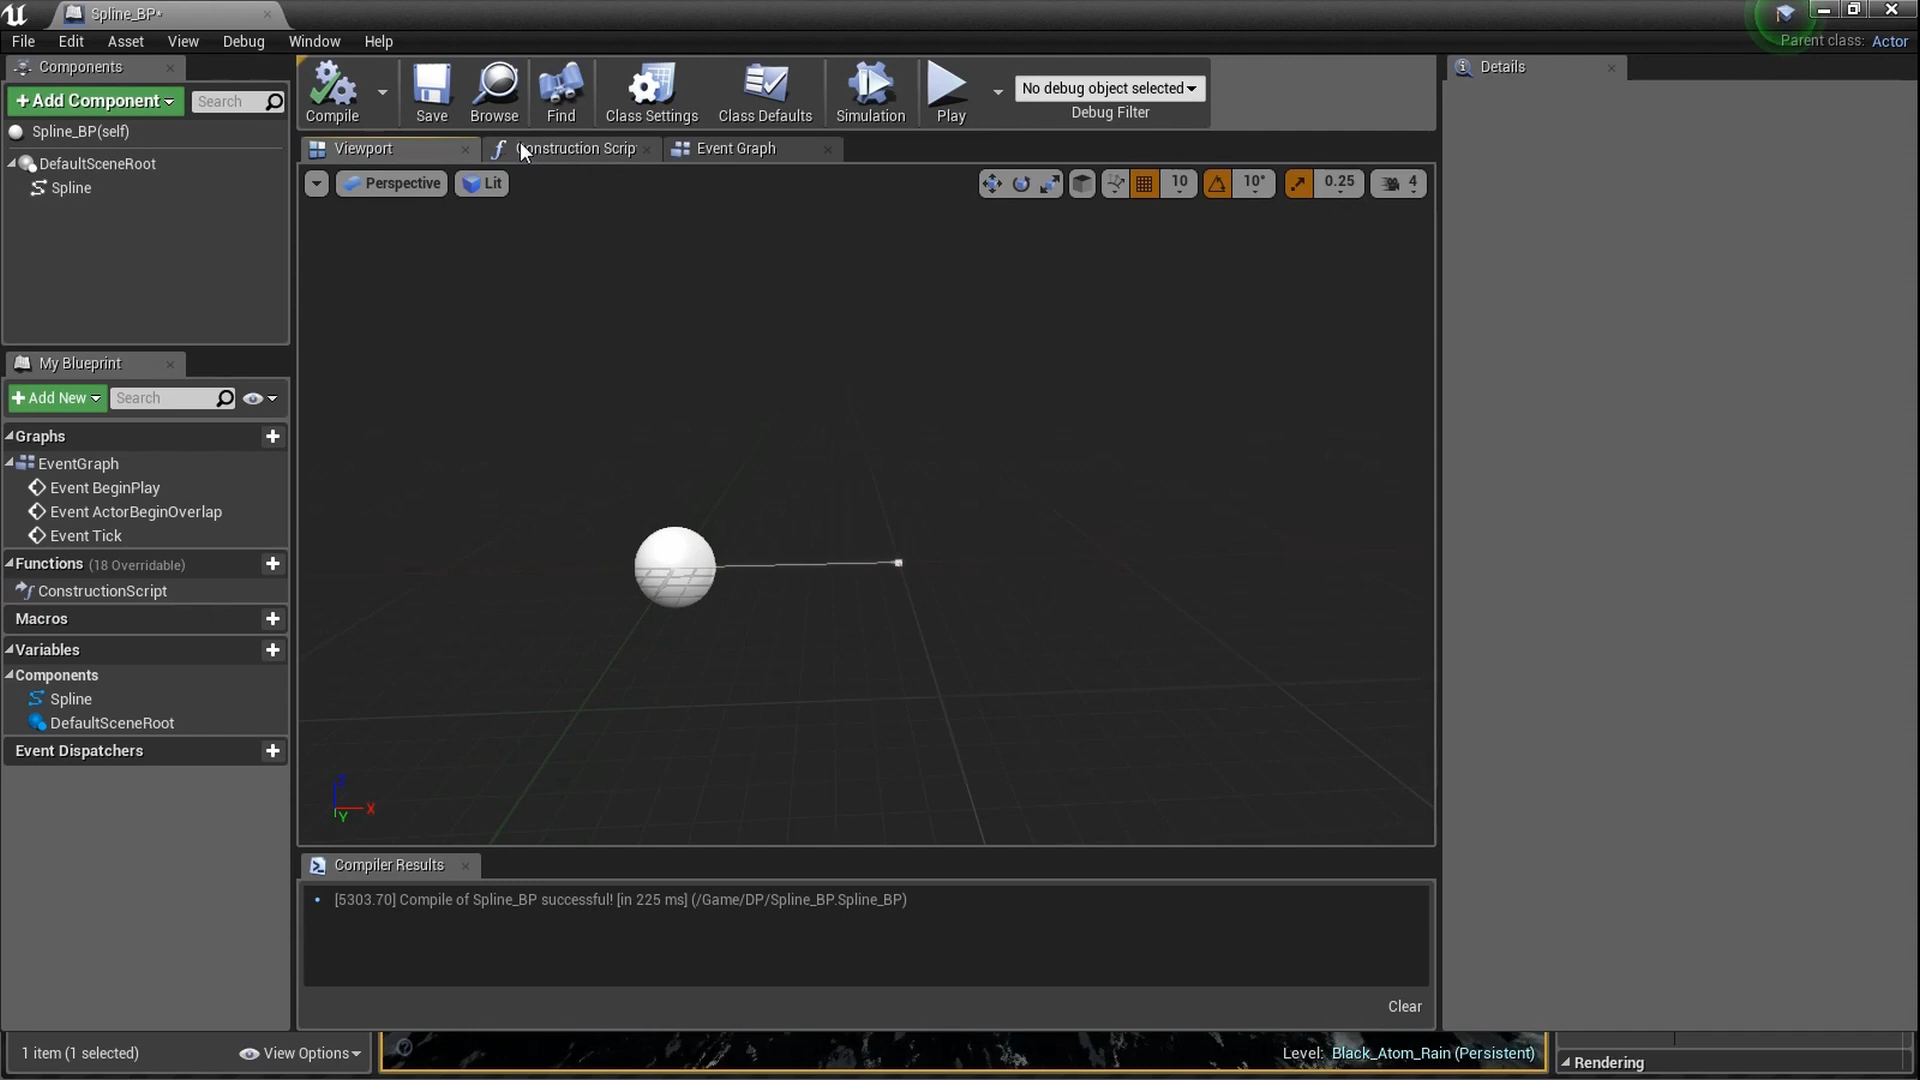 Spline_BP*
File Edit Asset View Debug Window Help
Parent class: Actor
Components
+Add Component Search
Spline_BP(self)
DefaultSceneRoot
Spline
My Blueprint
+Add New Search
Graphs
EventGraph
Event BeginPlay
Event ActorBeginOverlap
Event Tick
Functions (18 Overridable)
ConstructionScript
Macros
Variables
Components
Spline
DefaultSceneRoot
Event Dispatchers
1 item (1 selected) View Options
Compile Save Browse Find Class Settings Class Defaults Simulation Play
No debug object selected
Debug Filter
Viewport Construction Scrip Event Graph
Perspective Lit 10 10° 0.25 4
Z
X
Y
Compiler Results
[5303.70] Compile of Spline_BP successful! [in 225 ms] (/Game/DP/Spline_BP.Spline_BP)
Clear
Level: Black_Atom_Rain (Persistent)
Details
Rendering